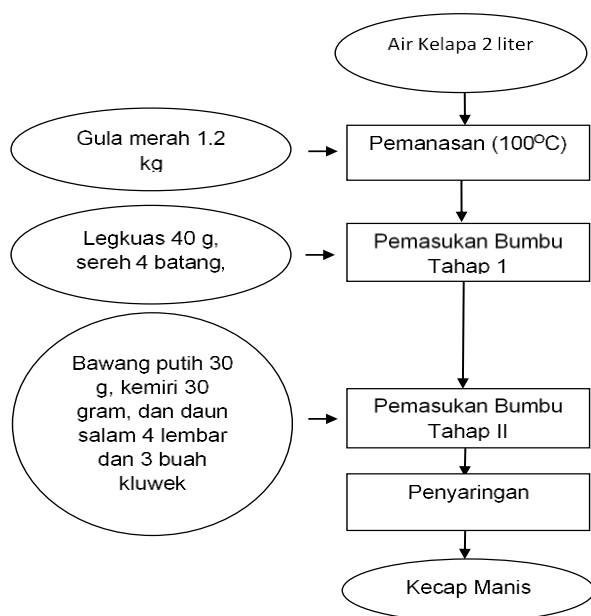 Air Kelapa 2 liter
Gula merah 1.2
kg
Pemanasan (100⁰C)
Legkuas 40 g,
sereh 4 batang,
Pemasukan Bumbu
Tahap 1
Bawang putih 30
g, kemiri 30
gram, dan daun
salam 4 lembar
dan 3 buah
kluwek
Pemasukan Bumbu
Tahap II
Penyaringan
Kecap Manis